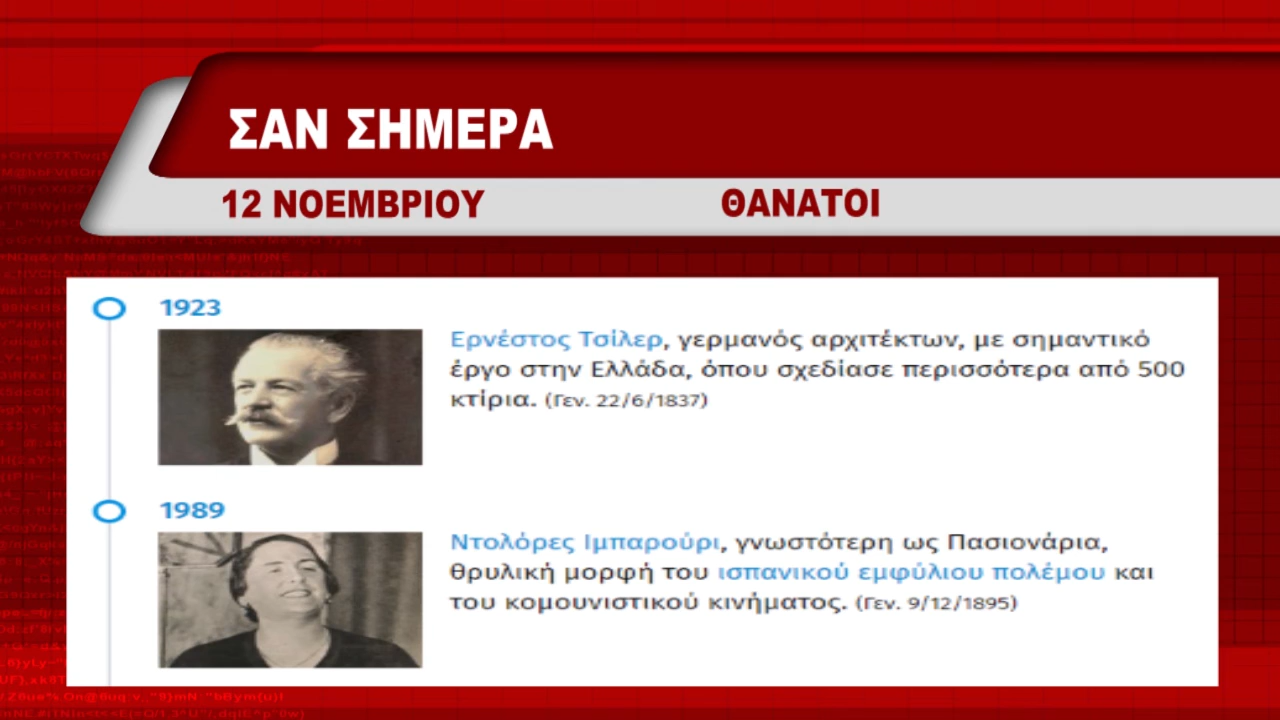 ΣΑΝ ΣΗΜΕΡΑ
12 ΝΟΕΜΒΡΙΟΥ ΘΑΝΑΤΟΙ
1923
Ερνέστος Τσίλερ, γερμανός αρχιτέκτων, με σημαντικό
έργο στην Ελλάδα, όπου σχεδίασε περισσότερα από 500
κτίρια. (Γεν. 22/6/1837)
1989
Ντολόρες Ιμπαρούρι, γνωστότερη ως Πασιονάρια,
θρυλική μορφή του ισπανικού εμφύλιου πολέμου και
του κομουνιστικού κινήματος. (Γεν. 9/12/1895)